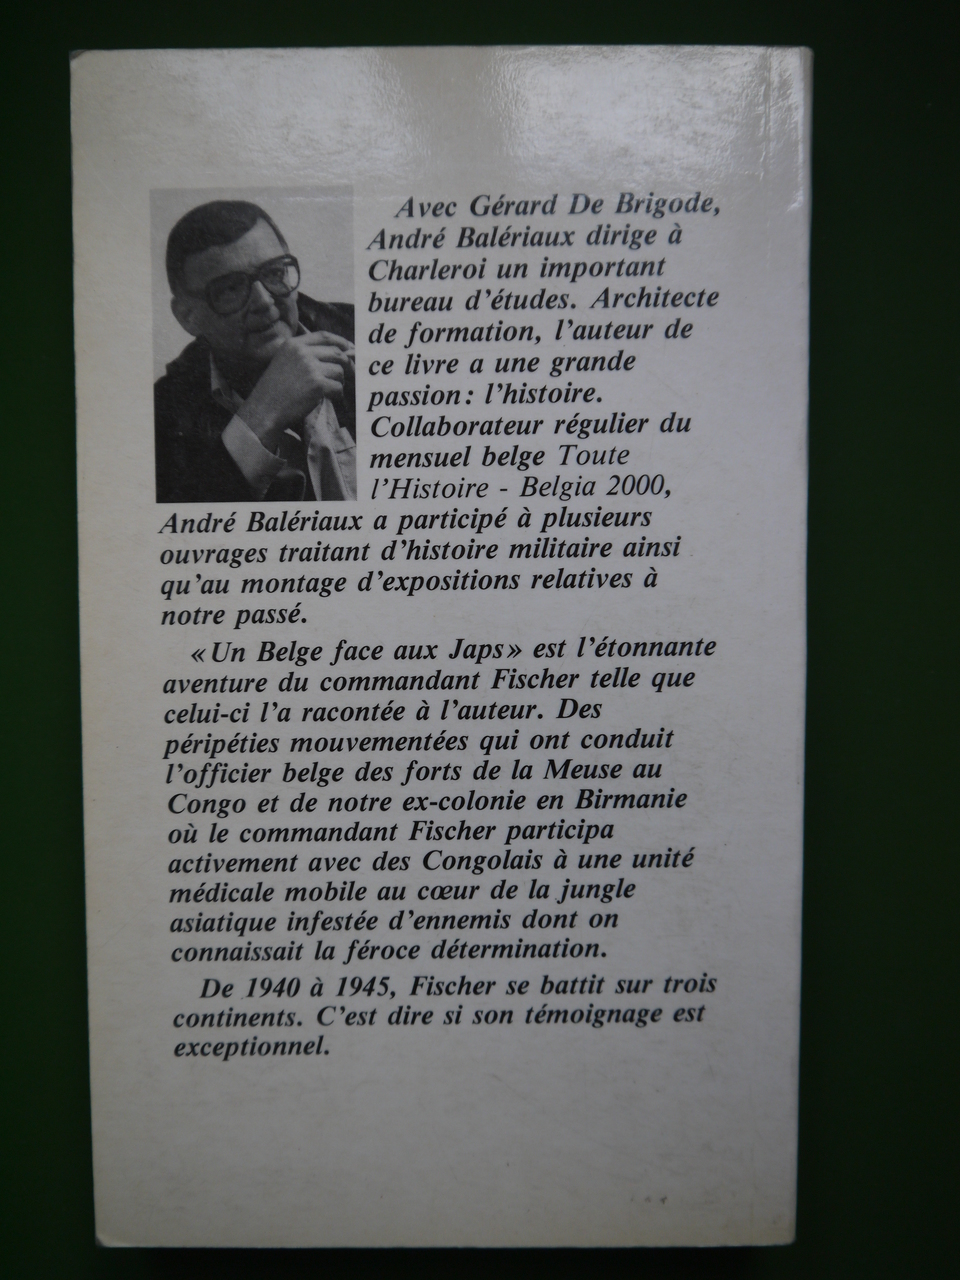 Avec Gérard De Brigode,
André Balériaux dirige à
Charleroi un important
bureau d'études. Architecte
de formation, l'auteur de
ce livre a une grande
passion : l'histoire.
Collaborateur régulier du
mensuel belge Toute
l'Histoire - Belgia 2000,
André Balériaux a participé à plusieurs
ouvrages traitant d'histoire militaire ainsi
qu'au montage d'expositions relatives à
notre passé.
« Un Belge face aux Japs » est l'étonnante
aventure du commandant Fischer telle que
celui-ci l'a racontée à l'auteur. Des
péripéties mouvementées qui ont conduit
l'officier belge des forts de la Meuse au
Congo et de notre ex-colonie en Birmanie
où le commandant Fischer participa
activement avec des Congolais à une unité
médicale mobile au cœur de la jungle
asiatique infestée d'ennemis dont on
connaissait la féroce détermination.
De 1940 à 1945, Fischer se battit sur trois
continents. C'est dire si son témoignage est
exceptionnel.